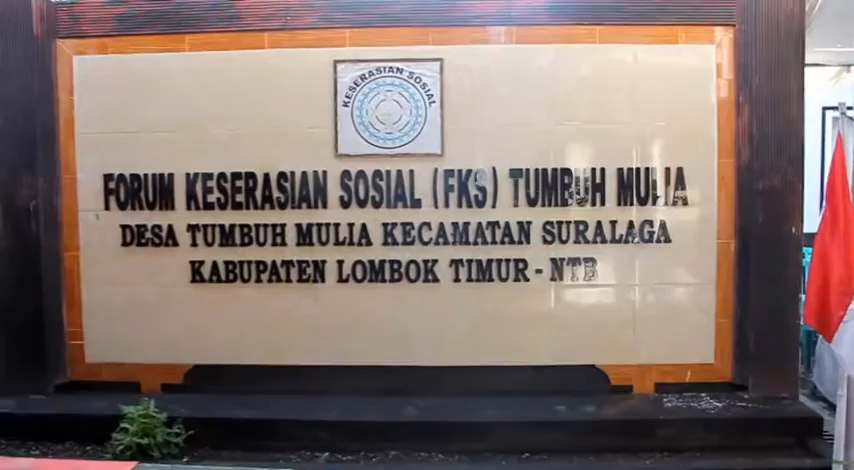 KESERASIAN SOSIAL
FORUM KESERASIAN SOSIAL (FKS) TUMBUH MULIA
DESA TUMBUH MULIA KECAMATAN SURALAGA
KABUPATEN LOMBOK TIMUR - NTB